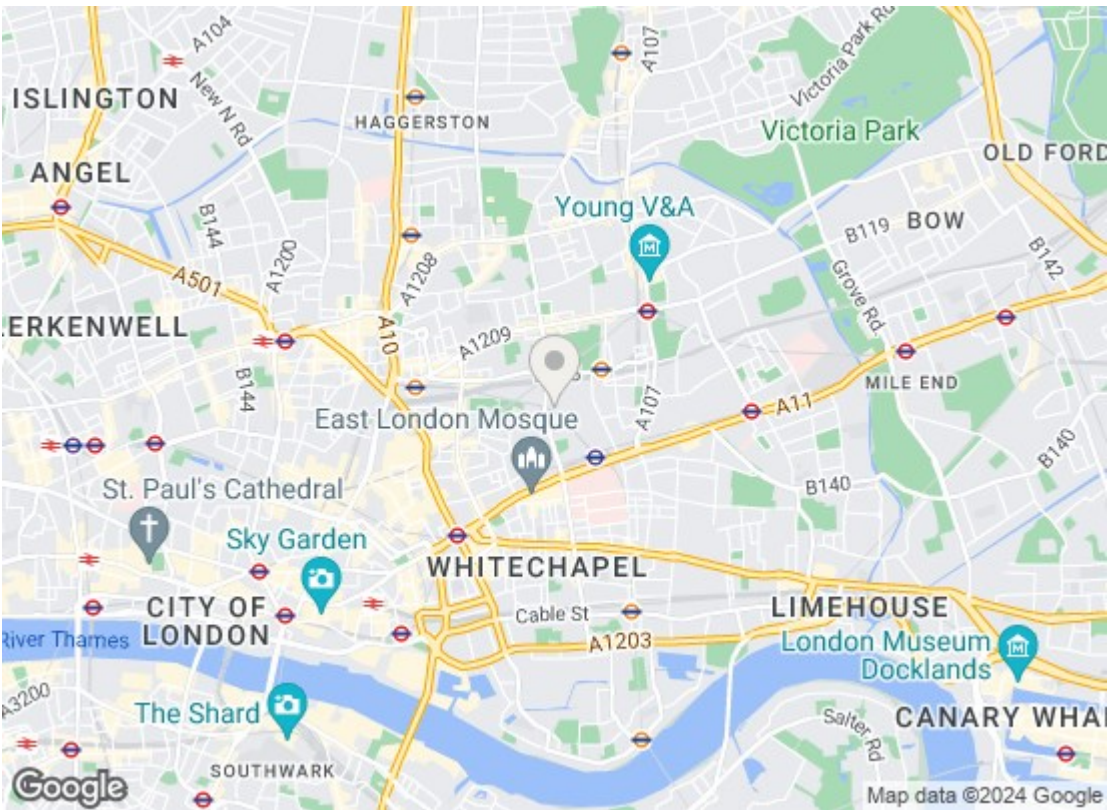 A104
ISLINGTON
New N Rd
HAGGERSTON
A107
Victoria Park Rd
Victoria Park
OLD FORD
ANGEL
B144
A1200
A1208
Young V&A
B119
BOW
B142
A501
Grove Rd.
LERKENWELL
A10
A1209
B144
A107
MILE END
A11
East London Mosque
B140
B140
St. Paul's Cathedral
Sky Garden
WHITECHAPEL
CITY OF
LONDON
Cable St
LIMEHOUSE
River Thames
A1203
London Museum
Docklands
A3200
The Shard
Salter Rd
CANARY WHA
SOUTHWARK
Google
Map data ©2024 Google